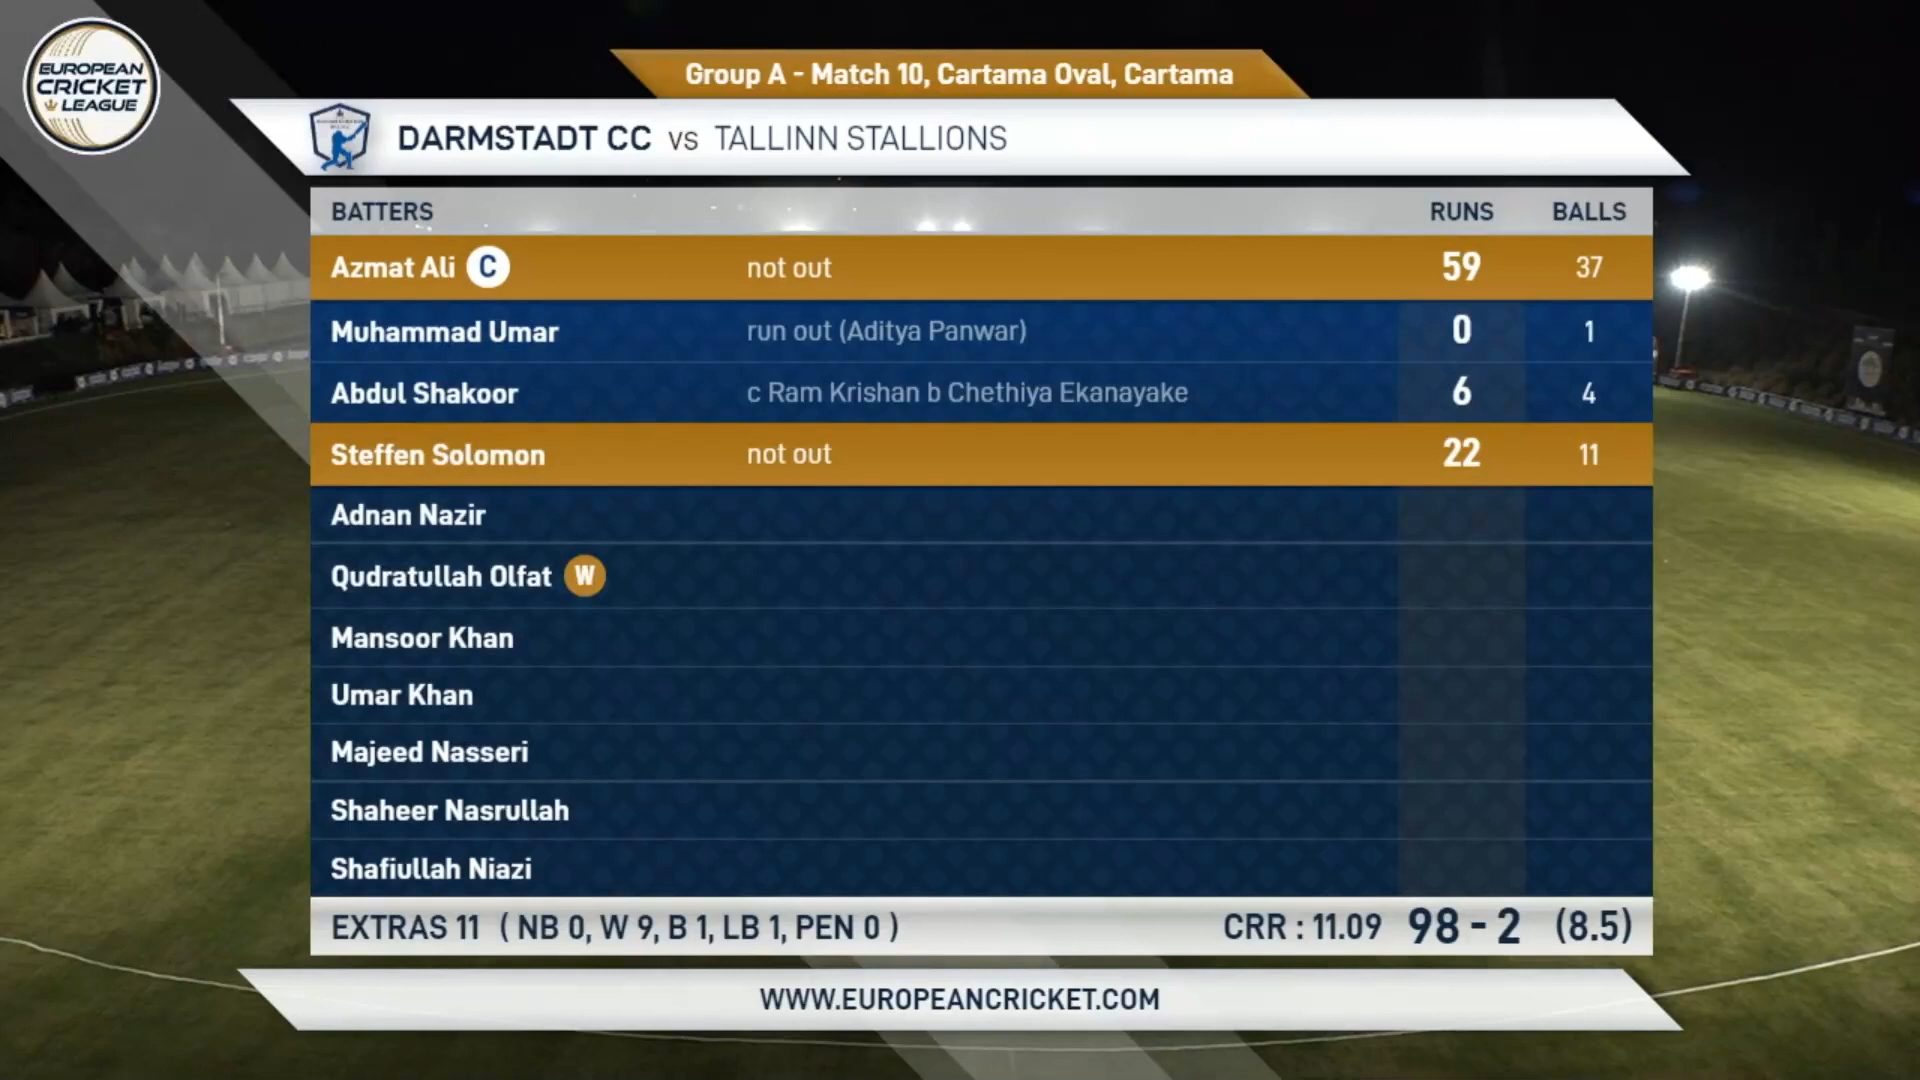 EUROPEAN
CRICKET
LEAGUE
Group A - Match 10, Cartama Oval, Cartama
DARMSTADT CC vs TALLINN STALLIONS
BATTERS RUNS BALLS
Azmat Ali C not out 59 37
Muhammad Umar run out (Aditya Panwar) 0 1
Abdul Shakoor c Ram Krishan b Chethiya Ekanayake 6 4
Steffen Solomon not out 22 11
Adnan Nazir
Qudratullah Olfat W
Mansoor Khan
Umar Khan
Majeed Nasseri
Shaheer Nasrullah
Shafiullah Niazi
EXTRAS 11 ( NB 0, W 9, B 1, LB 1, PEN 0 ) CRR : 11.09 98 - 2 (8.5)
WWW.EUROPEANCRICKET.COM